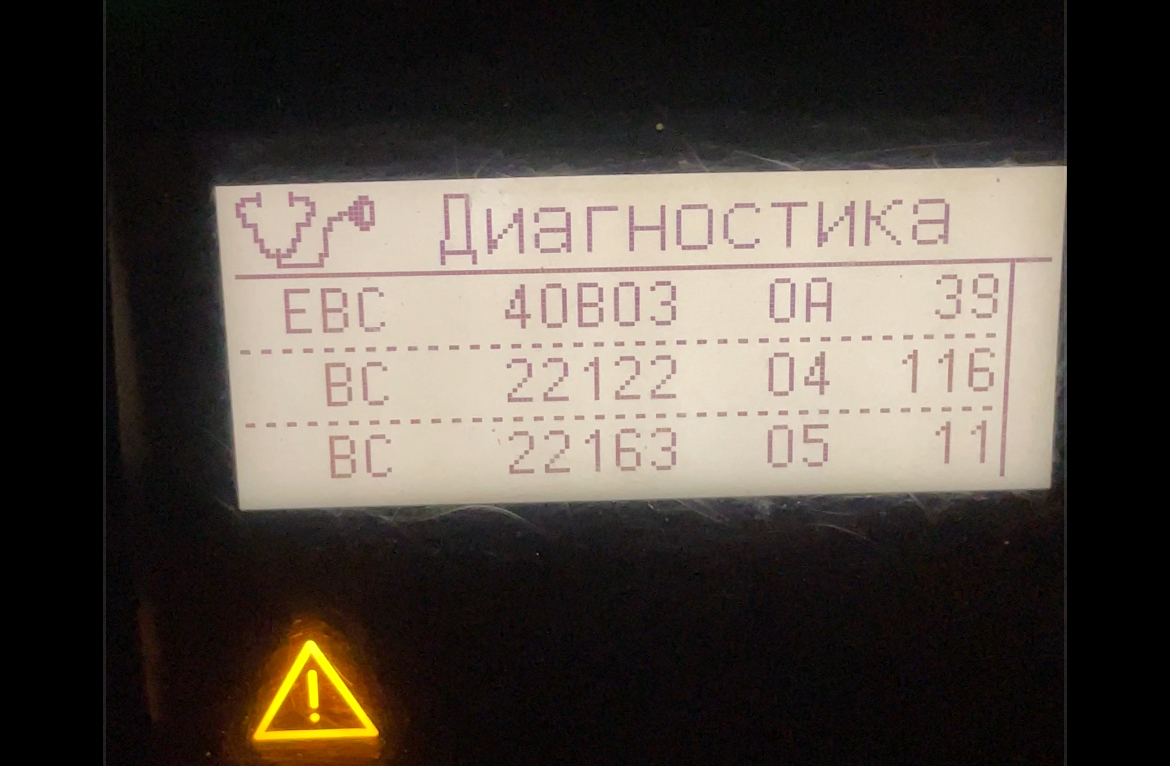 Диагностика
EBC 40B03 0A 39
BC 22122 04 116
BC 22163 05 11